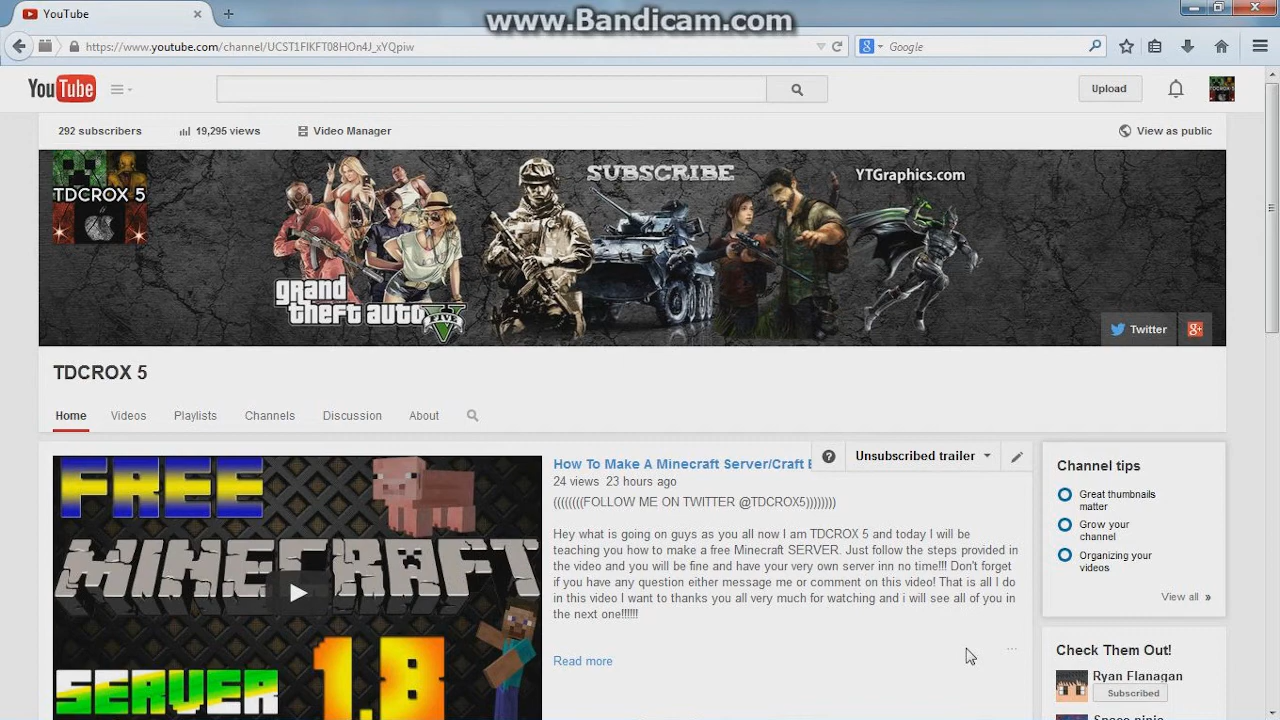 YouTube
www.Bandicam.com
https://www.youtube.com/channel/UCST1FlKFT08HOn4J_xYQpiw
Google
YouTube
Upload
292 subscribers
19,295 views
Video Manager
View as public
TDCROX 5
SUBSCRIBE
YTGraphics.com
grand
theft auto
FIVE
Twitter
g+
TDCROX 5
Home
Videos
Playlists
Channels
Discussion
About
FREE
MINECRAFT
SERVER
1.8
How To Make A Minecraft Server/Craft
Unsubscribed trailer
24 views 23 hours ago
((((((((FOLLOW ME ON TWITTER @TDCROX5))))))))
Hey what is going on guys as you all now I am TDCROX 5 and today I will be
teaching you how to make a free Minecraft SERVER. Just follow the steps provided in
the video and you will be fine and have your very own server inn no time!!! Don't forget
if you have any question either message me or comment on this video! That is all I do
in this video I want to thanks you all very much for watching and i will see all of you in
the next one!!!!!!
...
Read more
Channel tips
Great thumbnails
matter
Grow your
channel
Organizing your
videos
View all »
Check Them Out!
Ryan Flanagan
Subscribed